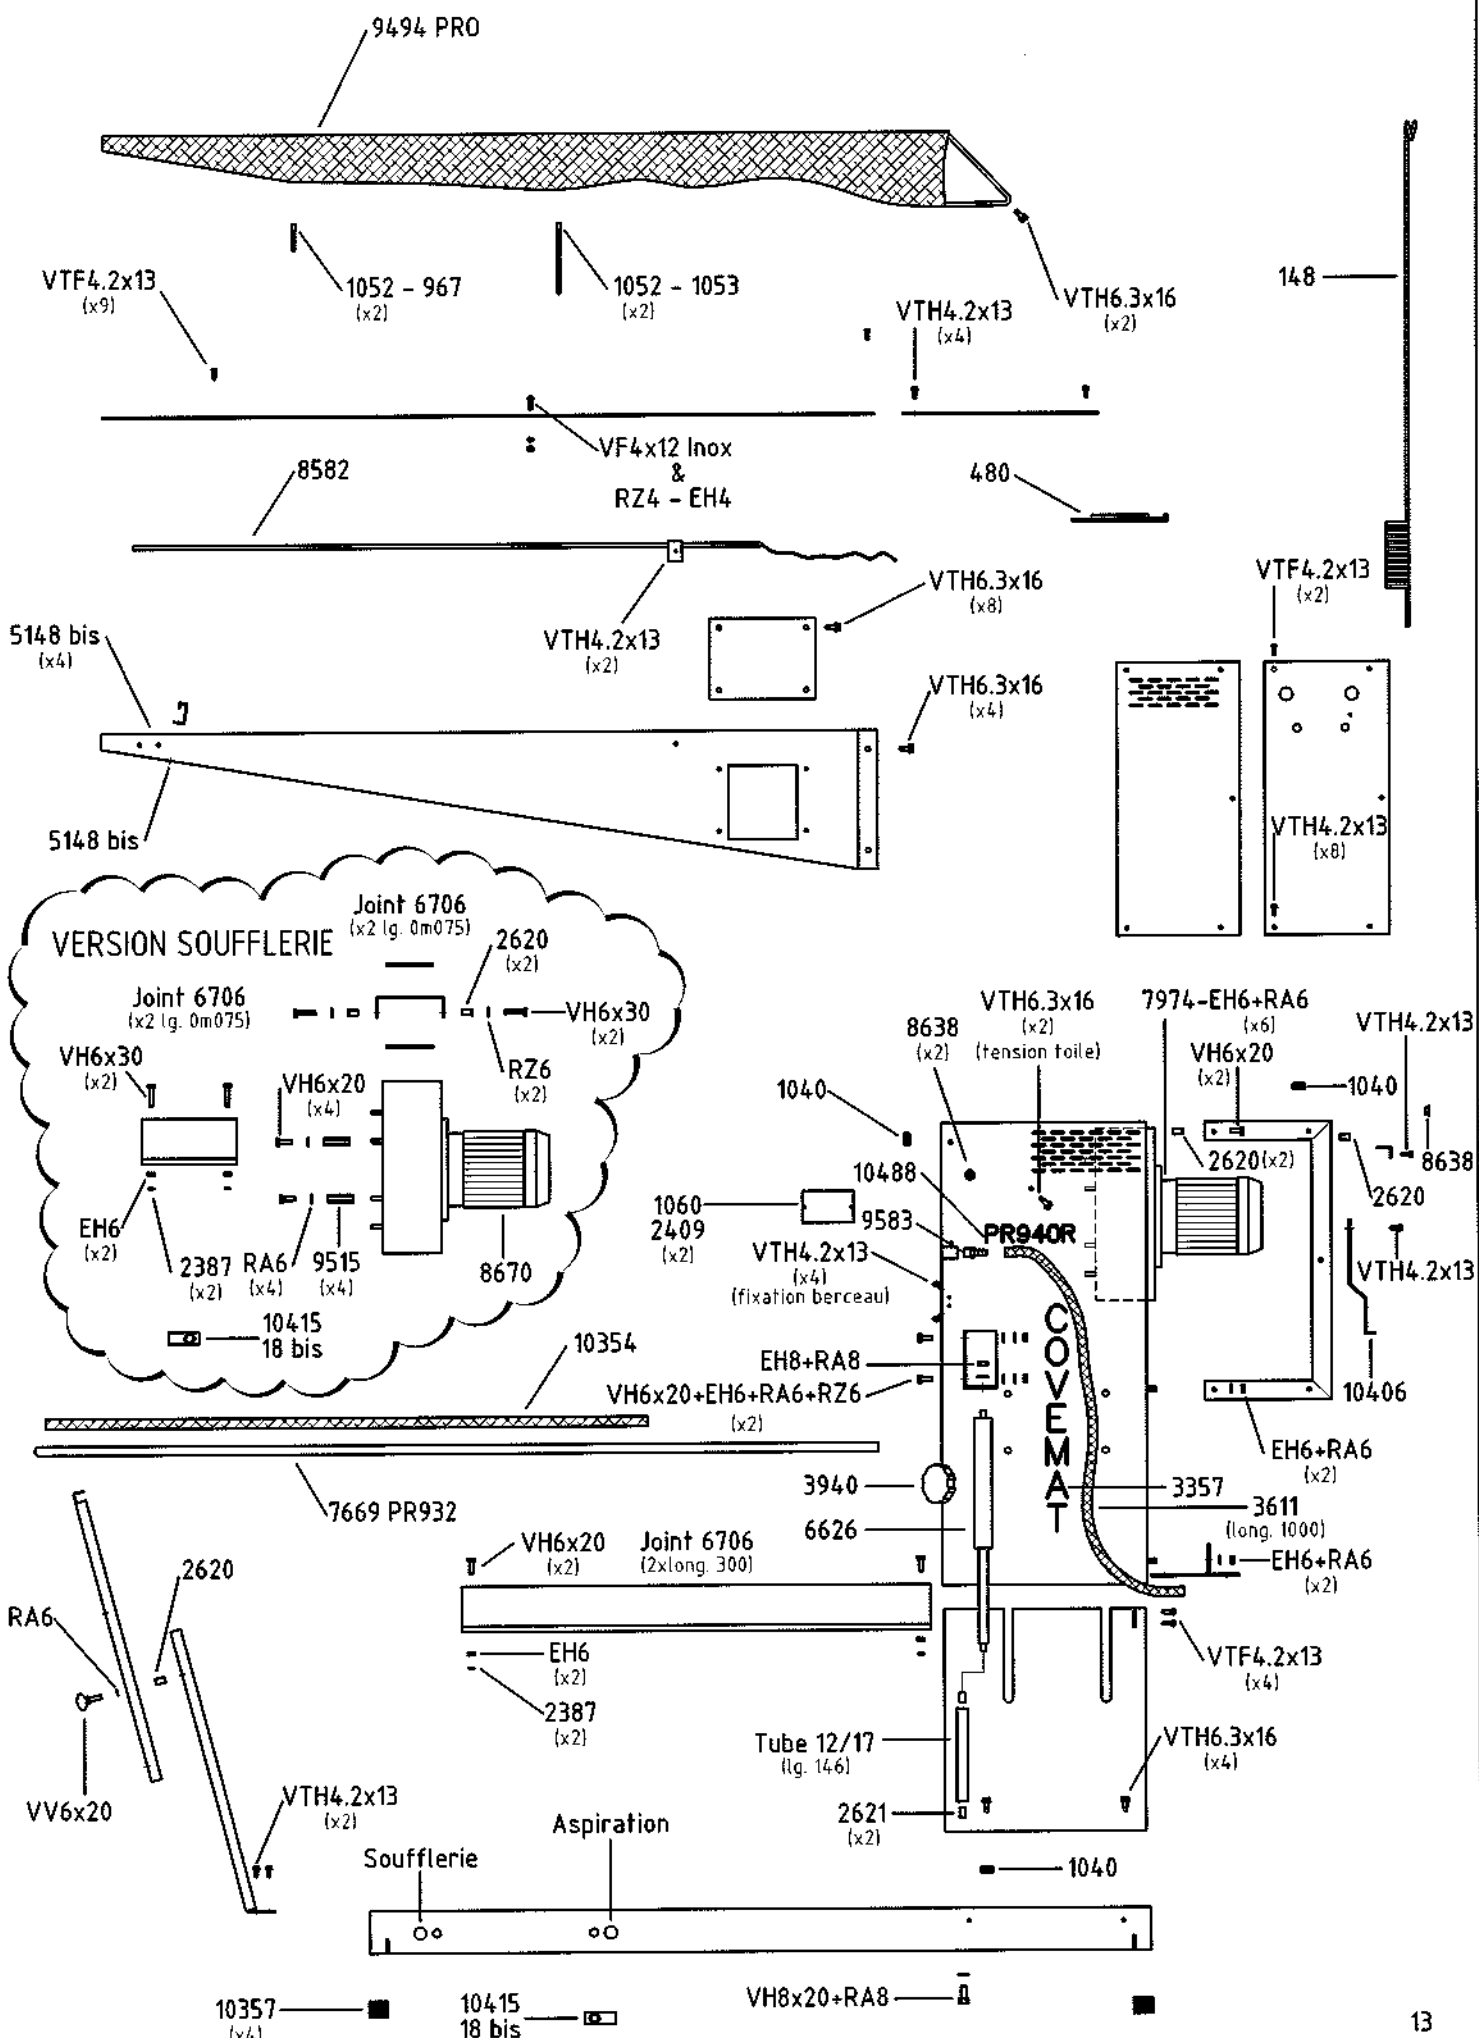 9494 PRO
1052 - 967
(x2)
1052 - 1053
(x2)
VTF4.2x13
(x9)
VTH4.2x13
(x4)
VTH6.3x16
(x2)
148
VF4x12 Inox
&
RZ4 - EH4
8582
480
VTH4.2x13
(x2)
VTH6.3x16
(x8)
VTF4.2x13
(x2)
5148 bis
(x4)
VTH6.3x16
(x4)
5148 bis
VTH4.2x13
(x8)
VERSION SOUFFLERIE
Joint 6706
(x2 lg. 0m075)
2620
(x2)
Joint 6706
(x2 lg. 0m075)
VH6x30
(x2)
VH6x30
(x2)
RZ6
(x2)
VH6x20
(x4)
EH6
(x2)
2387
(x2)
RA6
(x4)
9515
(x4)
8670
10415
18 bis
8638
(x2)
VTH6.3x16
(x2)
(tension toile)
7974-EH6+RA6
(x6)
VH6x20
(x2)
VTH4.2x13
1040
1040
2620(x2)
8638
2620
10488
1060
2409
(x2)
9583
PR940R
VTH4.2x13
(x4)
(fixation berceau)
VTH4.2x13
COVEMAT
EH8+RA8
VH6x20+EH6+RA6+RZ6
(x2)
10406
10354
EH6+RA6
(x2)
7669 PR932
3940
3357
6626
3611
(long. 1000)
VH6x20
(x2)
Joint 6706
(2xlong. 300)
EH6+RA6
(x2)
2620
RA6
EH6
(x2)
2387
(x2)
VTF4.2x13
(x4)
Tube 12/17
(lg. 146)
VTH6.3x16
(x4)
VV6x20
VTH4.2x13
(x2)
2621
(x2)
Aspiration
Soufflerie
1040
10357
(x4)
10415
18 bis
VH8x20+RA8
13